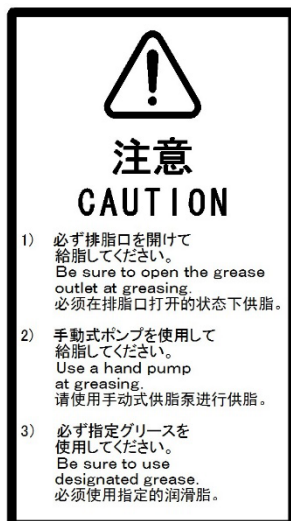 注意
CAUTION
1) 必ず排脂口を開けて
給脂してください。
Be sure to open the grease
outlet at greasing.
必须在排脂口打开的状态下供脂。
2) 手動式ポンプを使用して
給脂してください。
Use a hand pump
at greasing.
请使用手动式供脂泵进行供脂。
3) 必ず指定グリースを
使用してください。
Be sure to use
designated grease.
必须使用指定的润滑脂。